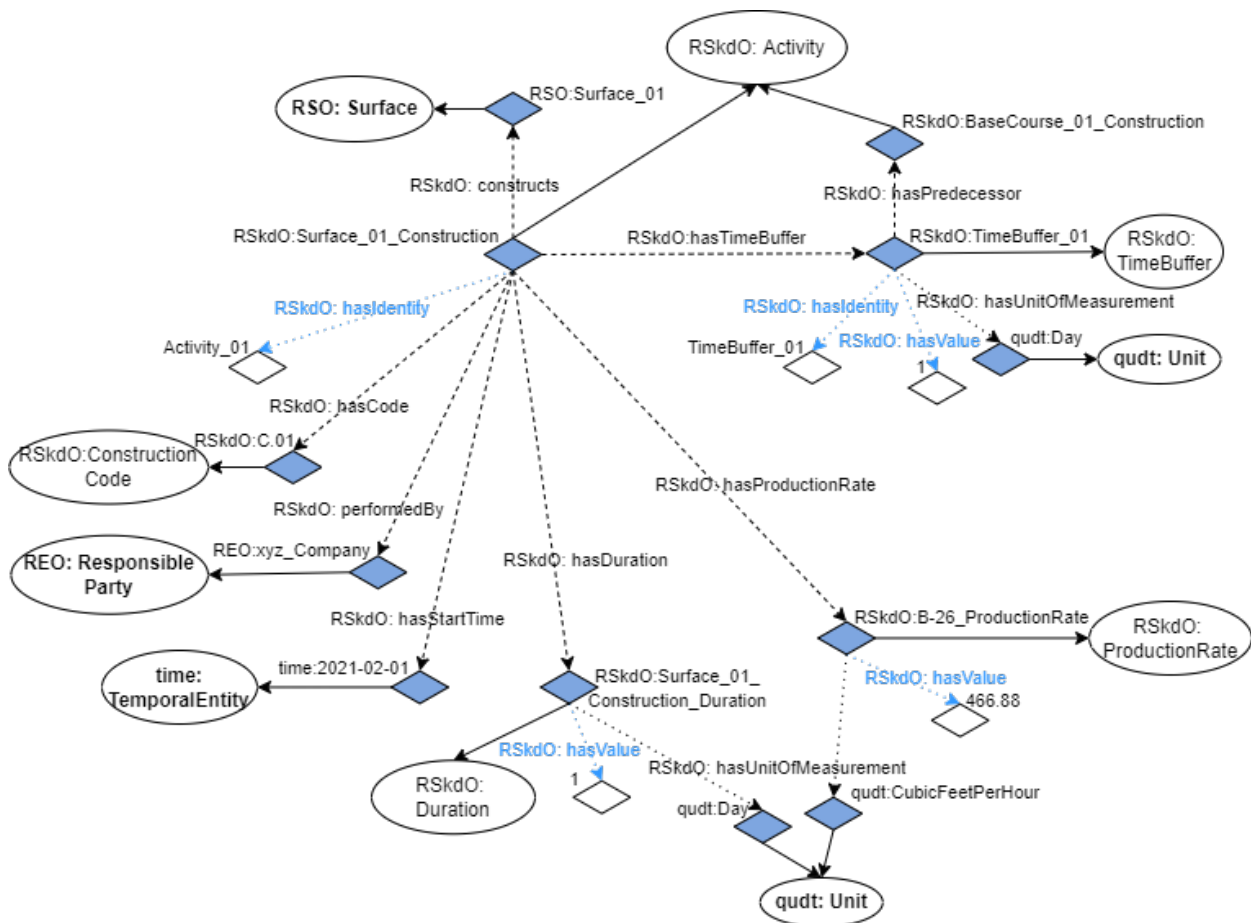 RSkdO: Activity
RSO: Surface
RSO:Surface_01
RSkdO:BaseCourse_01_Construction
RSkdO: constructs
RSkdO: hasPredecessor
RSkdO:Surface_01_Construction
RSkdO:hasTimeBuffer
RSkdO:TimeBuffer_01
RSkdO:
TimeBuffer
RSkdO: hasIdentity
RSkdO: hasIdentity
RSkdO: hasUnitOfMeasurement
Activity_01
TimeBuffer_01
RSkdO: hasValue
1
qudt:Day
qudt: Unit
RSkdO: hasCode
RSkdO:C.01
RSkdO:Construction
Code
RSkdO: hasProductionRate
RSkdO: performedBy
REO:xyz_Company
REO: Responsible
Party
RSkdO: hasDuration
RSkdO: hasStartTime
RSkdO:B-26_ProductionRate
RSkdO:
ProductionRate
time:
TemporalEntity
time:2021-02-01
RSkdO:Surface_01_
Construction_Duration
RSkdO: hasValue
466.88
RSkdO: hasValue
1
RSkdO: hasUnitOfMeasurement
RSkdO:
Duration
qudt:Day
qudt:CubicFeetPerHour
qudt: Unit